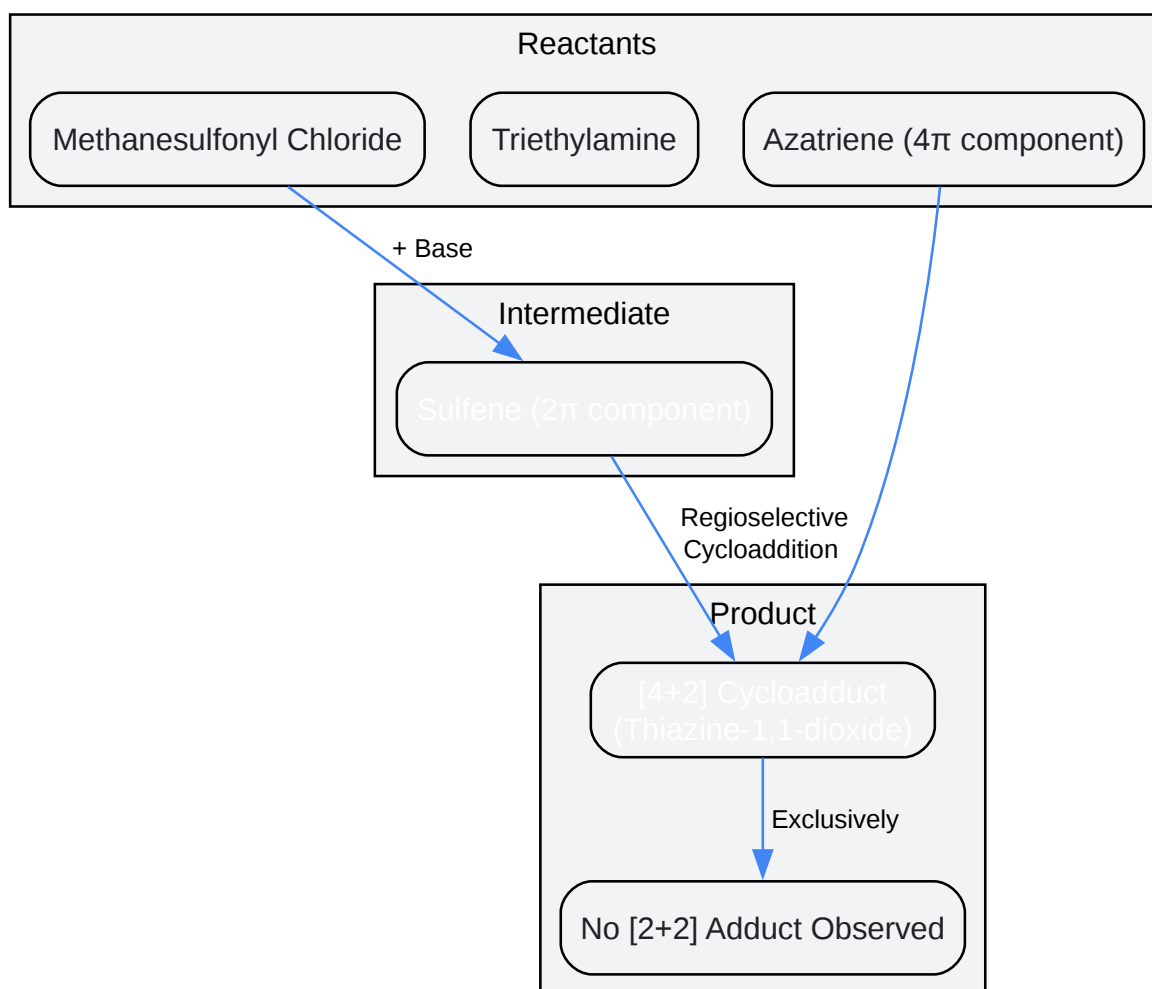 Reactants
Methanesulfonyl Chloride
Triethylamine
Azatriene (4π component)
+ Base
Intermediate
Sulfene (2π component)
Regioselective
Cycloaddition
Product
[4+2] Cycloadduct
(Thiazine-1,1-dioxide)
Exclusively
No [2+2] Adduct Observed